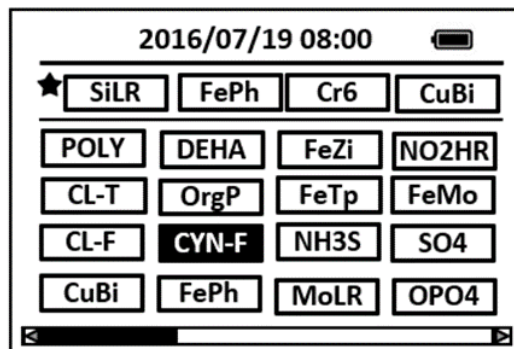 2016/07/19 08:00
SiLR FePh Cr6 CuBi
POLY DEHA FeZi NO2HR
CL-T OrgP FeTp FeMo
CL-F CYN-F NH3S SO4
CuBi FePh MoLR OPO4